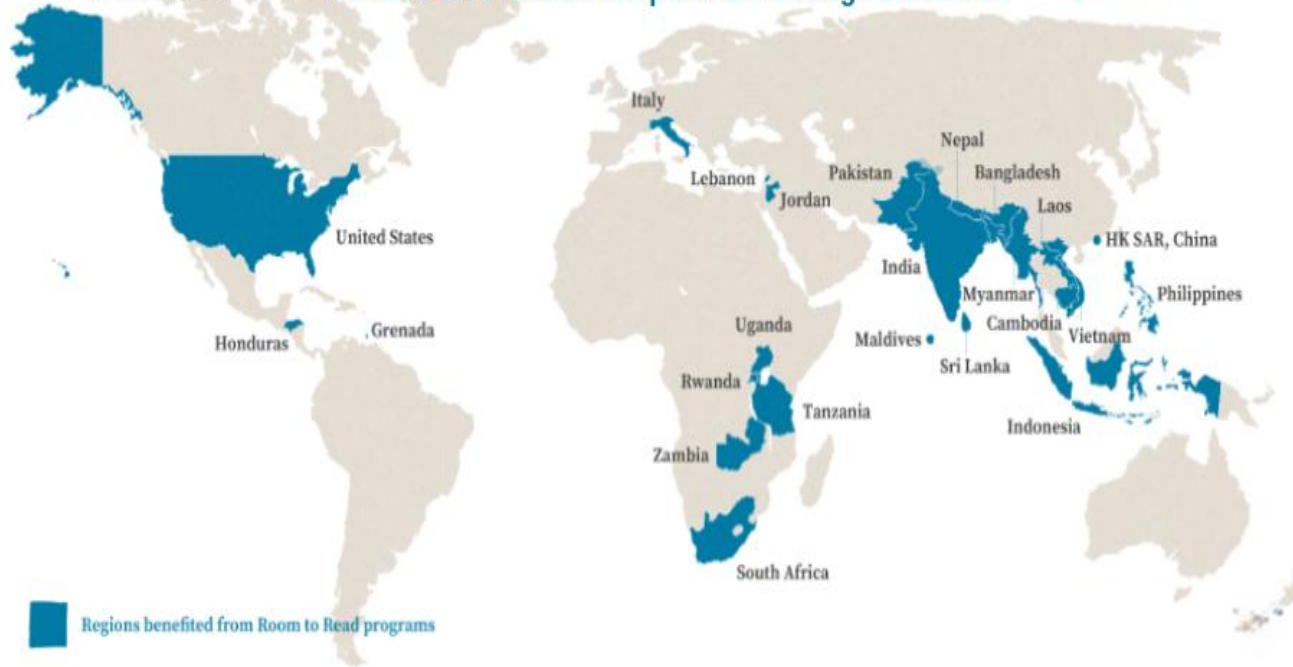 Italy
Nepal
Lebanon
Pakistan
Bangladesh
Jordan
Laos
United States
HK SAR, China
India
Myanmar
Philippines
Grenada
Uganda
Cambodia
Honduras
Maldives
Vietnam
Sri Lanka
Rwanda
Tanzania
Indonesia
Zambia
South Africa
Regions benefited from Room to Read programs